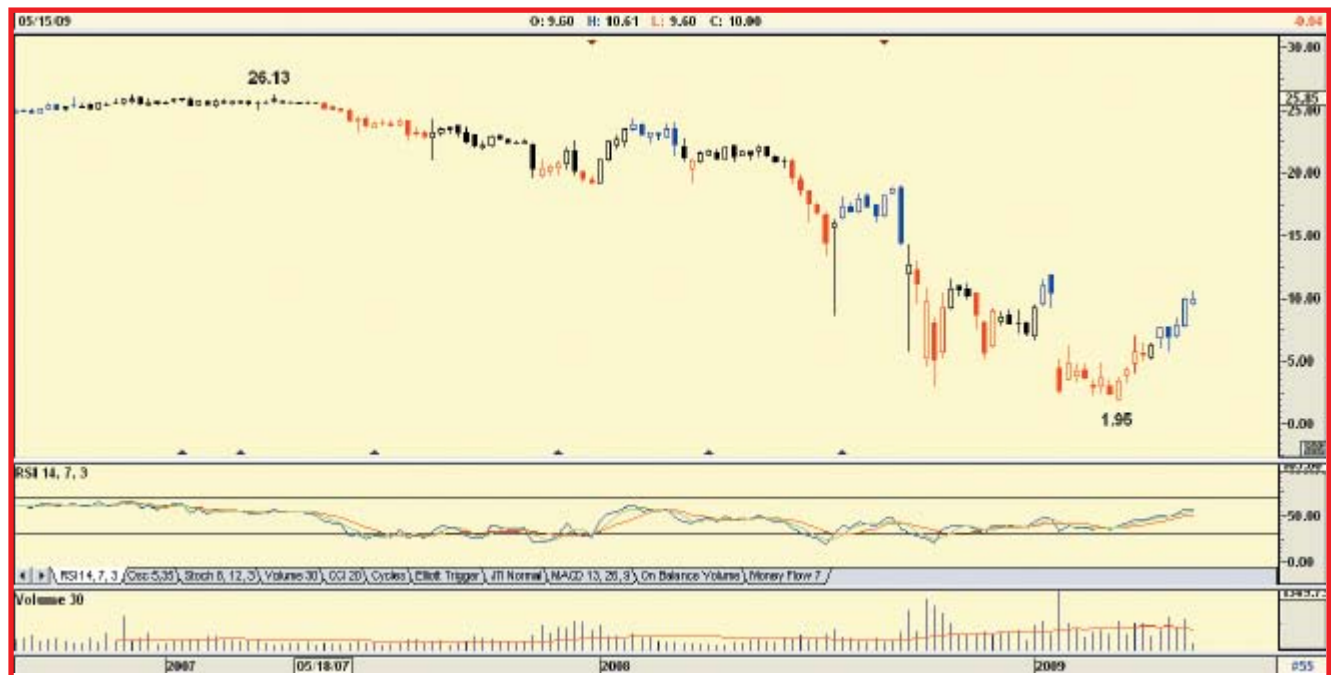 05/15/09 O: 9.60 H: 10.61 L: 9.60 C: 10.00 -0.04
30.00
26.13
25.85
25.00
20.00
15.00
10.00
5.00
1.95
0.00
RSI 14, 7, 3
50.00
0.00
RSI 14, 7, 3 Osc 5,35 Stoch 8, 12, 3 Volume 30 CCI 20 Cycles Elliott Trigger JTI Normal MACD 13, 26, 9 On Balance Volume Money Flow 7
Volume 30
2007 05/18/07 2008 2009 #55